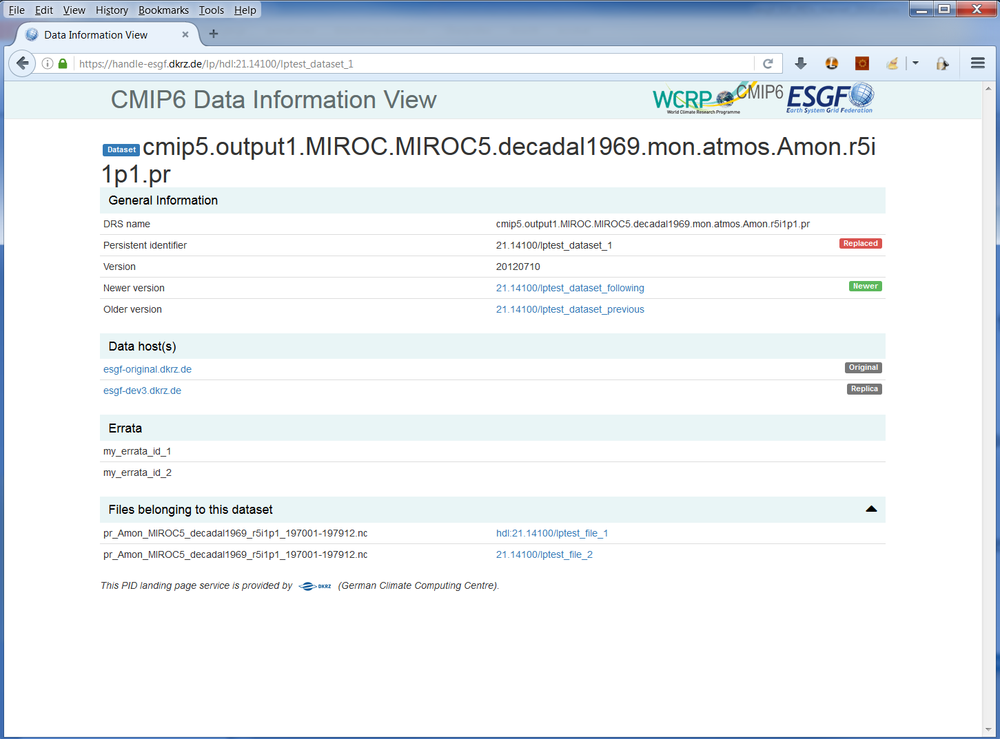 File Edit View History Bookmarks Tools Help
Data Information View
https://handle-esgf.dkrz.de/lp/hdl:21.14100/lptest_dataset_1
CMIP6 Data Information View
WCRP CMIP6 ESGF
World Climate Research Programme Earth System Grid Federation
Dataset cmip5.output1.MIROC.MIROC5.decadal1969.mon.atmos.Amon.r5i
1p1.pr
General Information
DRS name cmip5.output1.MIROC.MIROC5.decadal1969.mon.atmos.Amon.r5i1p1.pr
Persistent identifier 21.14100/lptest_dataset_1 Replaced
Version 20120710
Newer version 21.14100/lptest_dataset_following Newer
Older version 21.14100/lptest_dataset_previous
Data host(s)
esgf-original.dkrz.de Original
esgf-dev3.dkrz.de Replica
Errata
my_errata_id_1
my_errata_id_2
Files belonging to this dataset
pr_Amon_MIROC5_decadal1969_r5i1p1_197001-197912.nc hdl:21.14100/lptest_file_1
pr_Amon_MIROC5_decadal1969_r5i1p1_197001-197912.nc 21.14100/lptest_file_2
This PID landing page service is provided by DKRZ (German Climate Computing Centre).